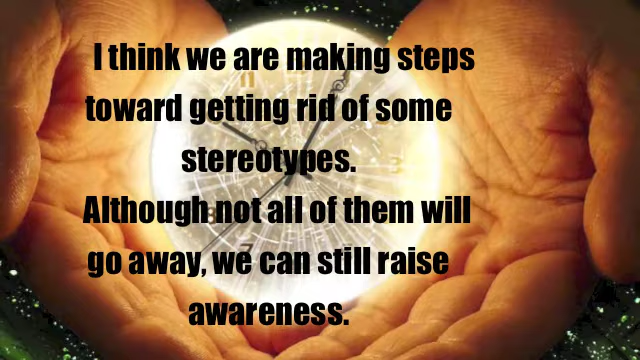 I think we are making steps
toward getting rid of some
stereotypes.
Although not all of them will
go away, we can still raise
awareness.